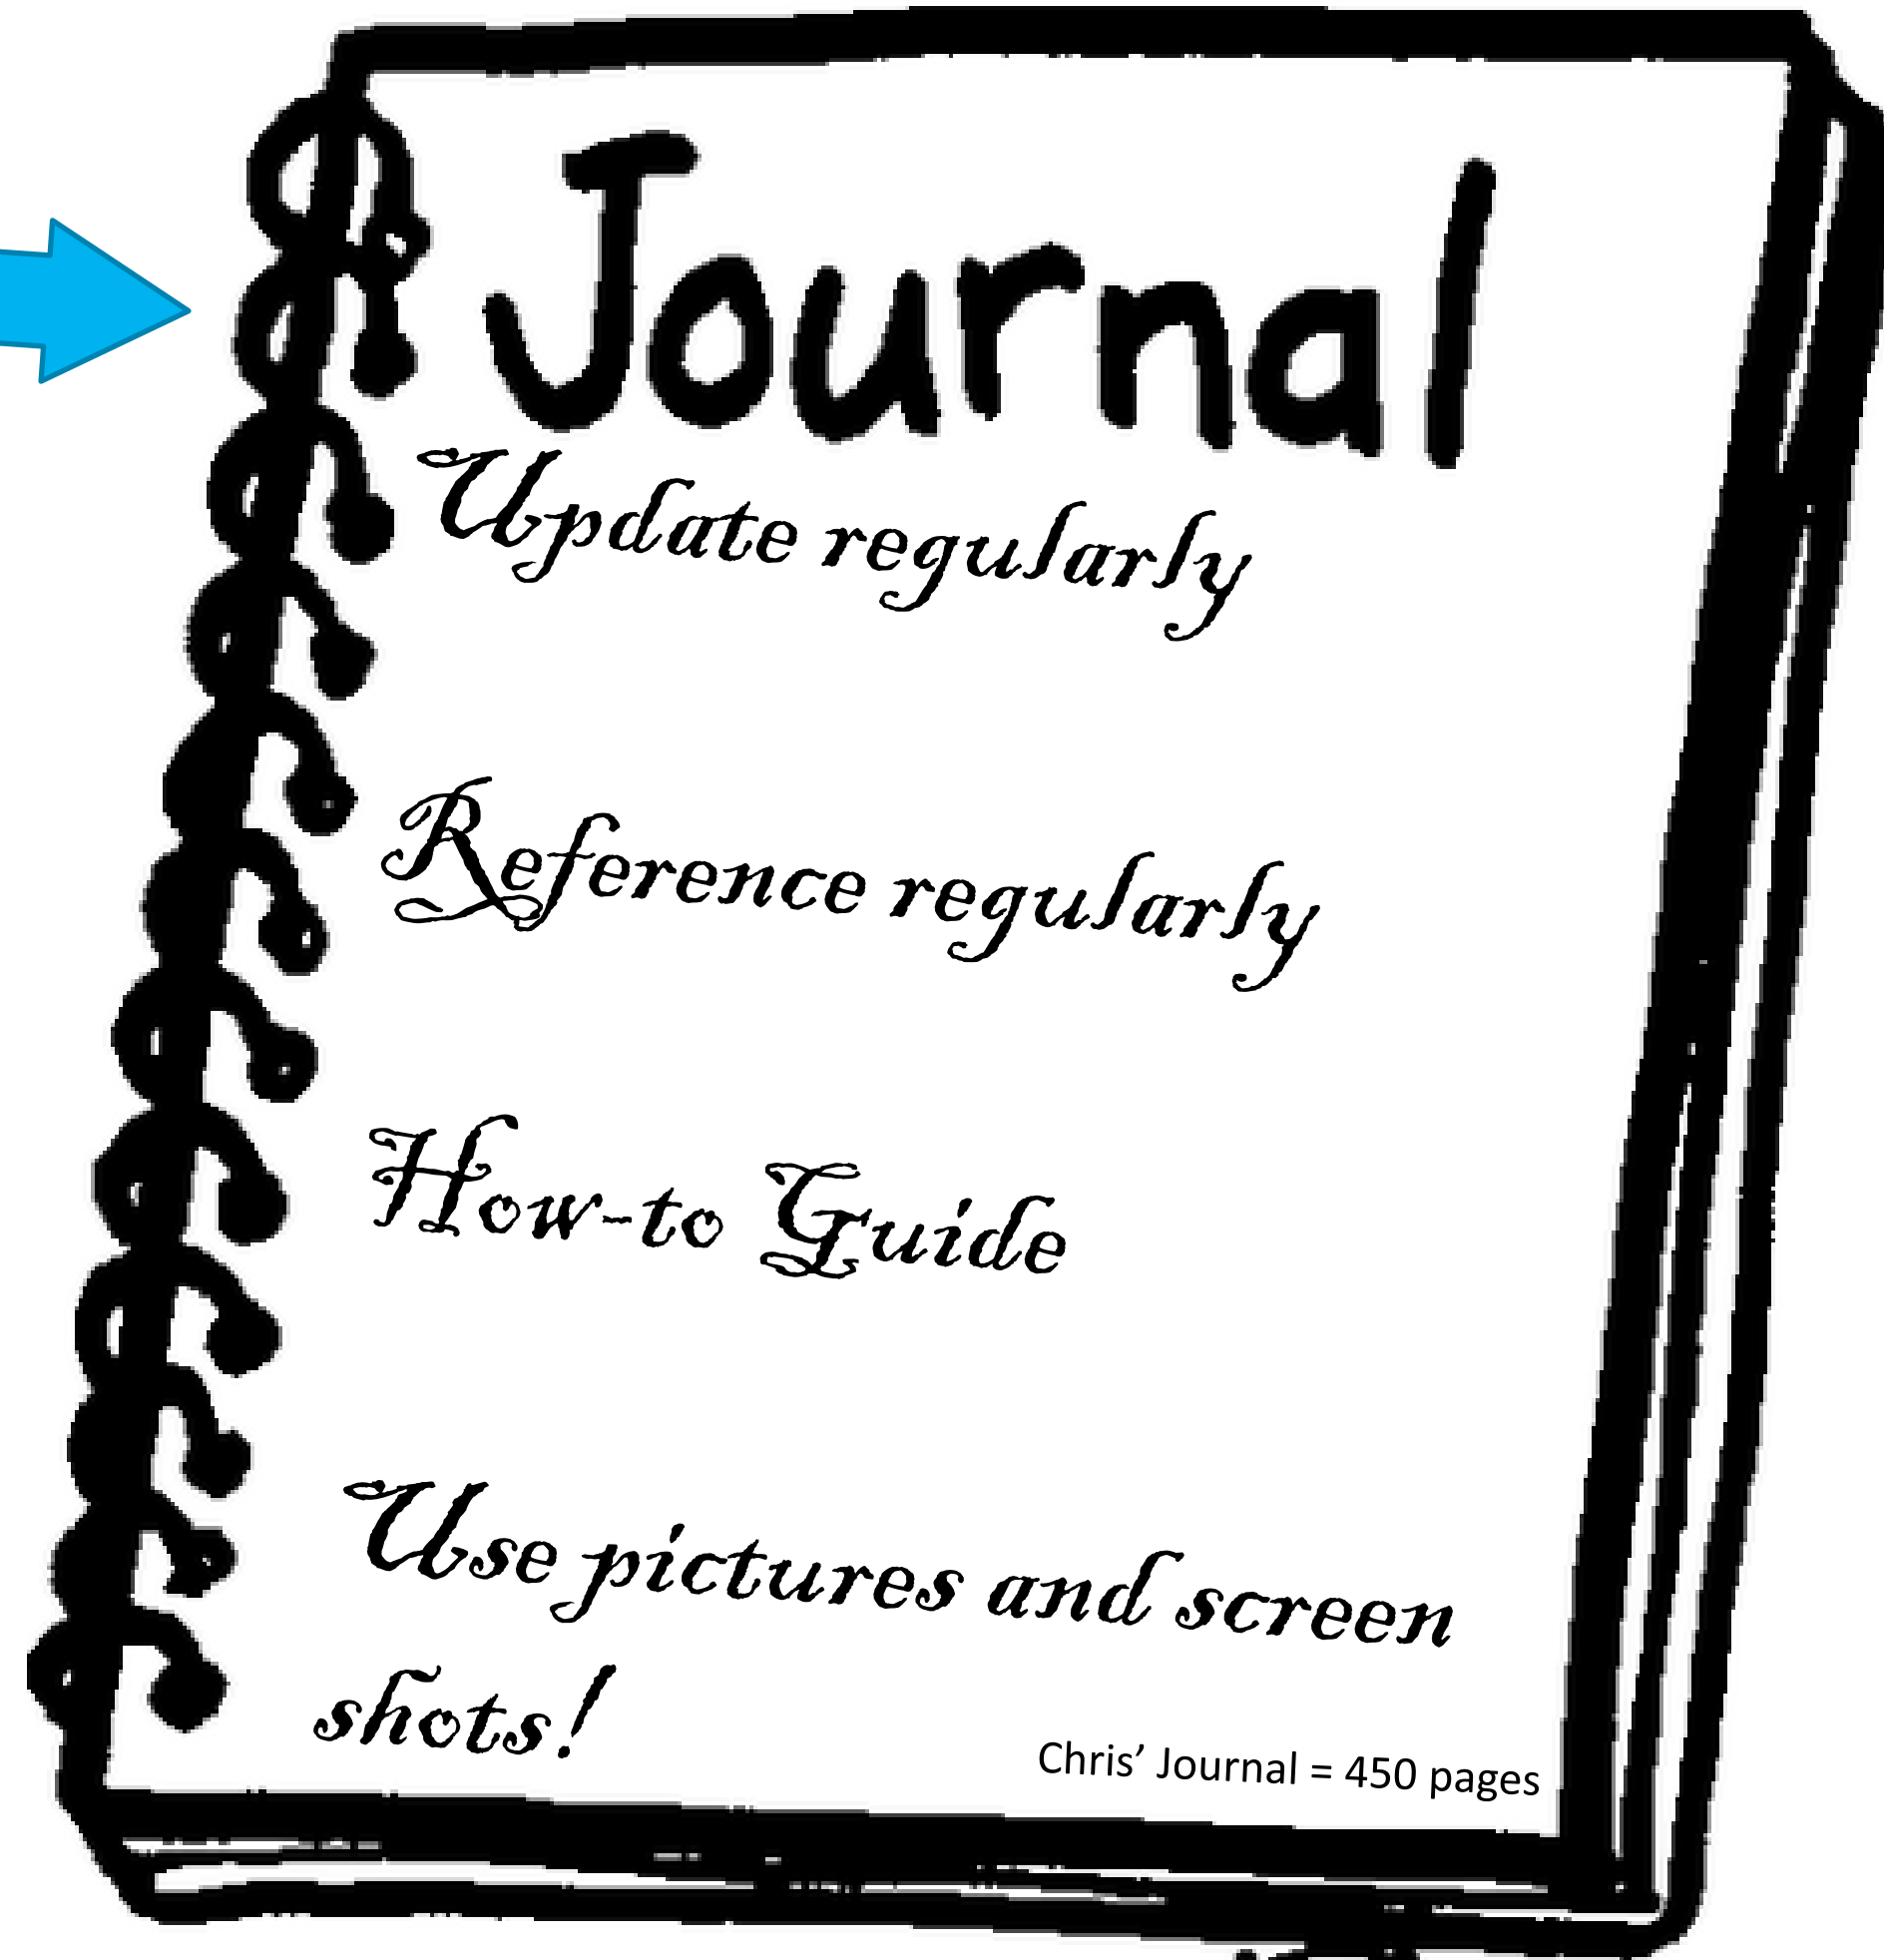 Journal
Update regularly
Reference regularly
How-to Guide
Use pictures and screen
shots!
Chris’ Journal = 450 pages